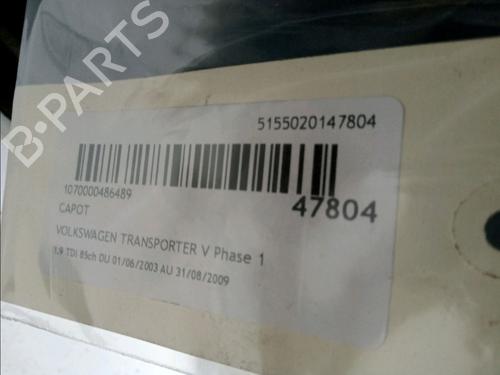 B-PARTS
5155020147804
1070000486489
47804
CAPOT
VOLKSWAGEN TRANSPORTER V Phase 1
1.9 TDI 85ch DU 01/06/2003 AU 31/08/2009